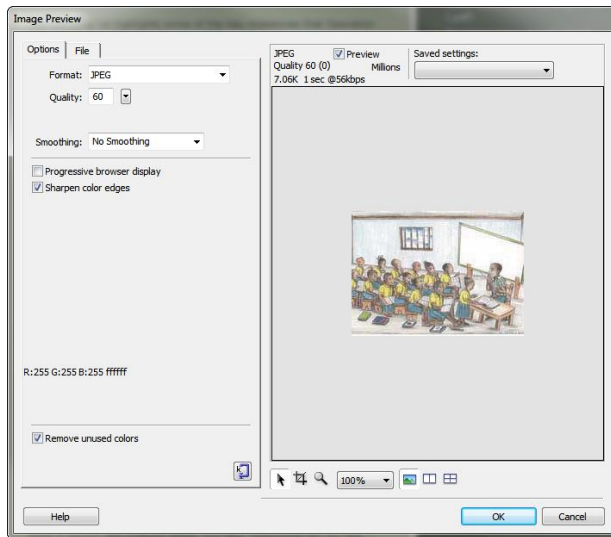 Image Preview
Options
File
Format: JPEG
Quality: 60
Smoothing: No Smoothing
Progressive browser display
Sharpen color edges
R:255 G:255 B:255 ffffff
Remove unused colors
Help
JPEG
Preview
Quality 60 (0) Millions
7.06K 1 sec @56kbps
Saved settings:
100%
OK
Cancel